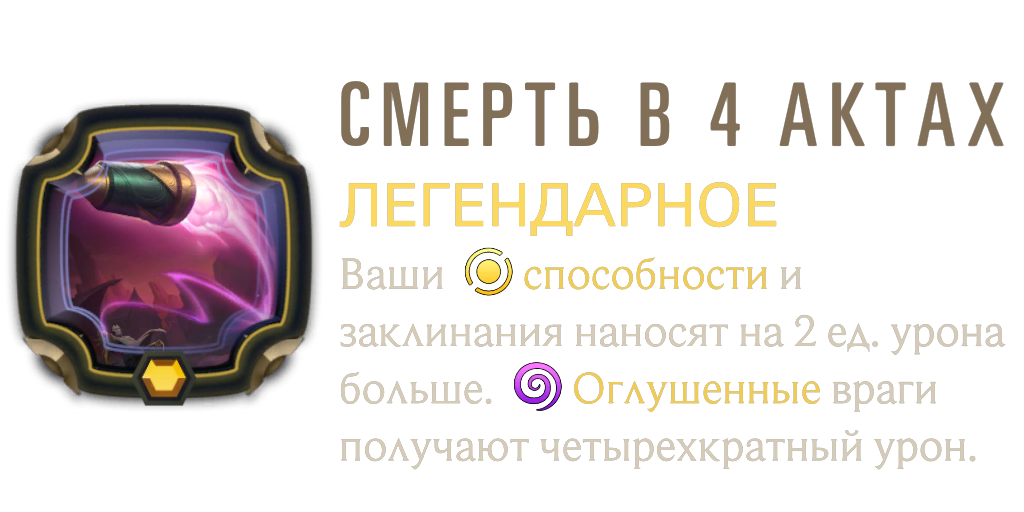 СМЕРТЬ В 4 АКТАХ
ЛЕГЕНДАРНОЕ
Ваши способности и
заклинания наносят на 2 ед. урона
больше. Оглушенные враги
получают четырехкратный урон.